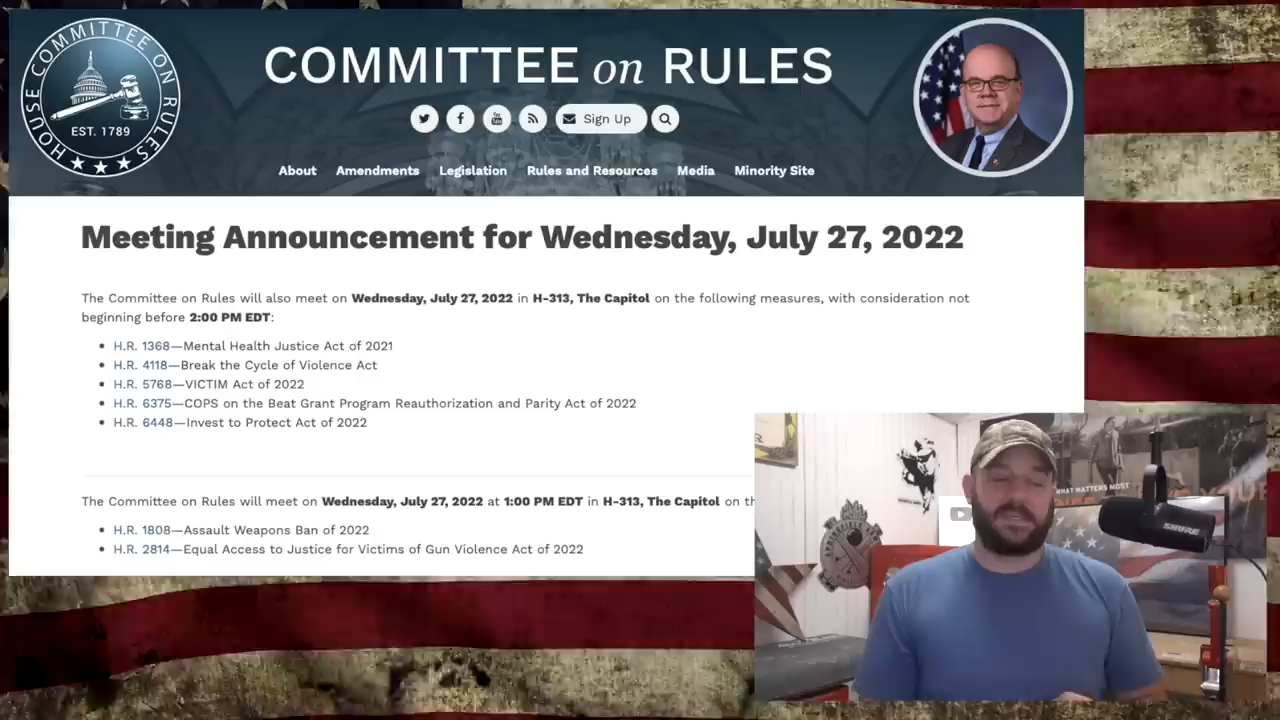 HOUSE COMMITTEE ON RULES
EST. 1789
COMMITTEE on RULES
Sign Up
About Amendments Legislation Rules and Resources Media Minority Site
Meeting Announcement for Wednesday, July 27, 2022
The Committee on Rules will also meet on Wednesday, July 27, 2022 in H-313, The Capitol on the following measures, with consideration not
beginning before 2:00 PM EDT:
H.R. 1368—Mental Health Justice Act of 2021
H.R. 4118—Break the Cycle of Violence Act
H.R. 5768—VICTIM Act of 2022
H.R. 6375—COPS on the Beat Grant Program Reauthorization and Parity Act of 2022
H.R. 6448—Invest to Protect Act of 2022
The Committee on Rules will meet on Wednesday, July 27, 2022 at 1:00 PM EDT in H-313, The Capitol on th
H.R. 1808—Assault Weapons Ban of 2022
H.R. 2814—Equal Access to Justice for Victims of Gun Violence Act of 2022
WHAT MATTERS MOST
SHURE